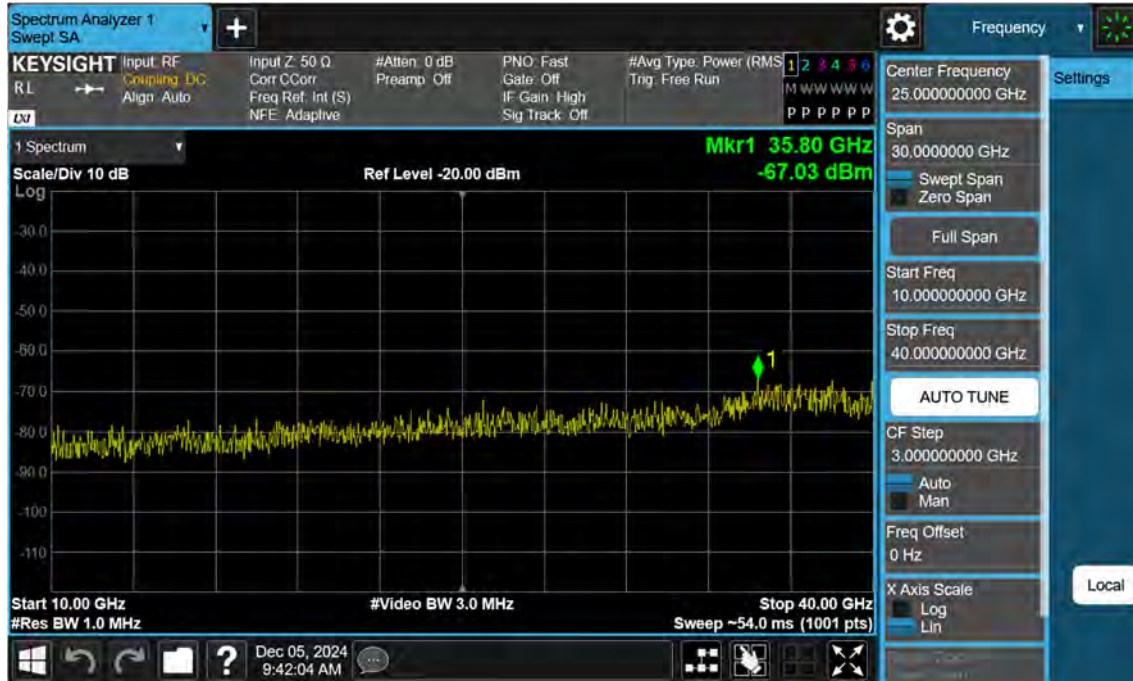 Spectrum Analyzer 1
Swept SA
+
Frequency
KEYSIGHT
RL
LXI
Input: RF
Coupling: DC
Align: Auto
Input Z: 50 Ω
Corr CCorr
Freq Ref: Int (S)
NFE: Adaptive
#Atten: 0 dB
Preamp: Off
PNO: Fast
Gate: Off
IF Gain: High
Sig Track: Off
#Avg Type: Power (RMS
Trig: Free Run
1 2 3 4 5 6
M W W W W W
P P P P P P
1 Spectrum
Scale/Div 10 dB
Ref Level -20.00 dBm
Mkr1 35.80 GHz
-67.03 dBm
Log
-30.0
-40.0
-50.0
-60.0
-70.0
-80.0
-90.0
-100
-110
1
Start 10.00 GHz
#Video BW 3.0 MHz
Stop 40.00 GHz
#Res BW 1.0 MHz
Sweep ~54.0 ms (1001 pts)
?
Dec 05, 2024
9:42:04 AM
Center Frequency
25.000000000 GHz
Settings
Span
30.0000000 GHz
Swept Span
Zero Span
Full Span
Start Freq
10.000000000 GHz
Stop Freq
40.000000000 GHz
AUTO TUNE
CF Step
3.000000000 GHz
Auto
Man
Freq Offset
0 Hz
X Axis Scale
Log
Lin
Local